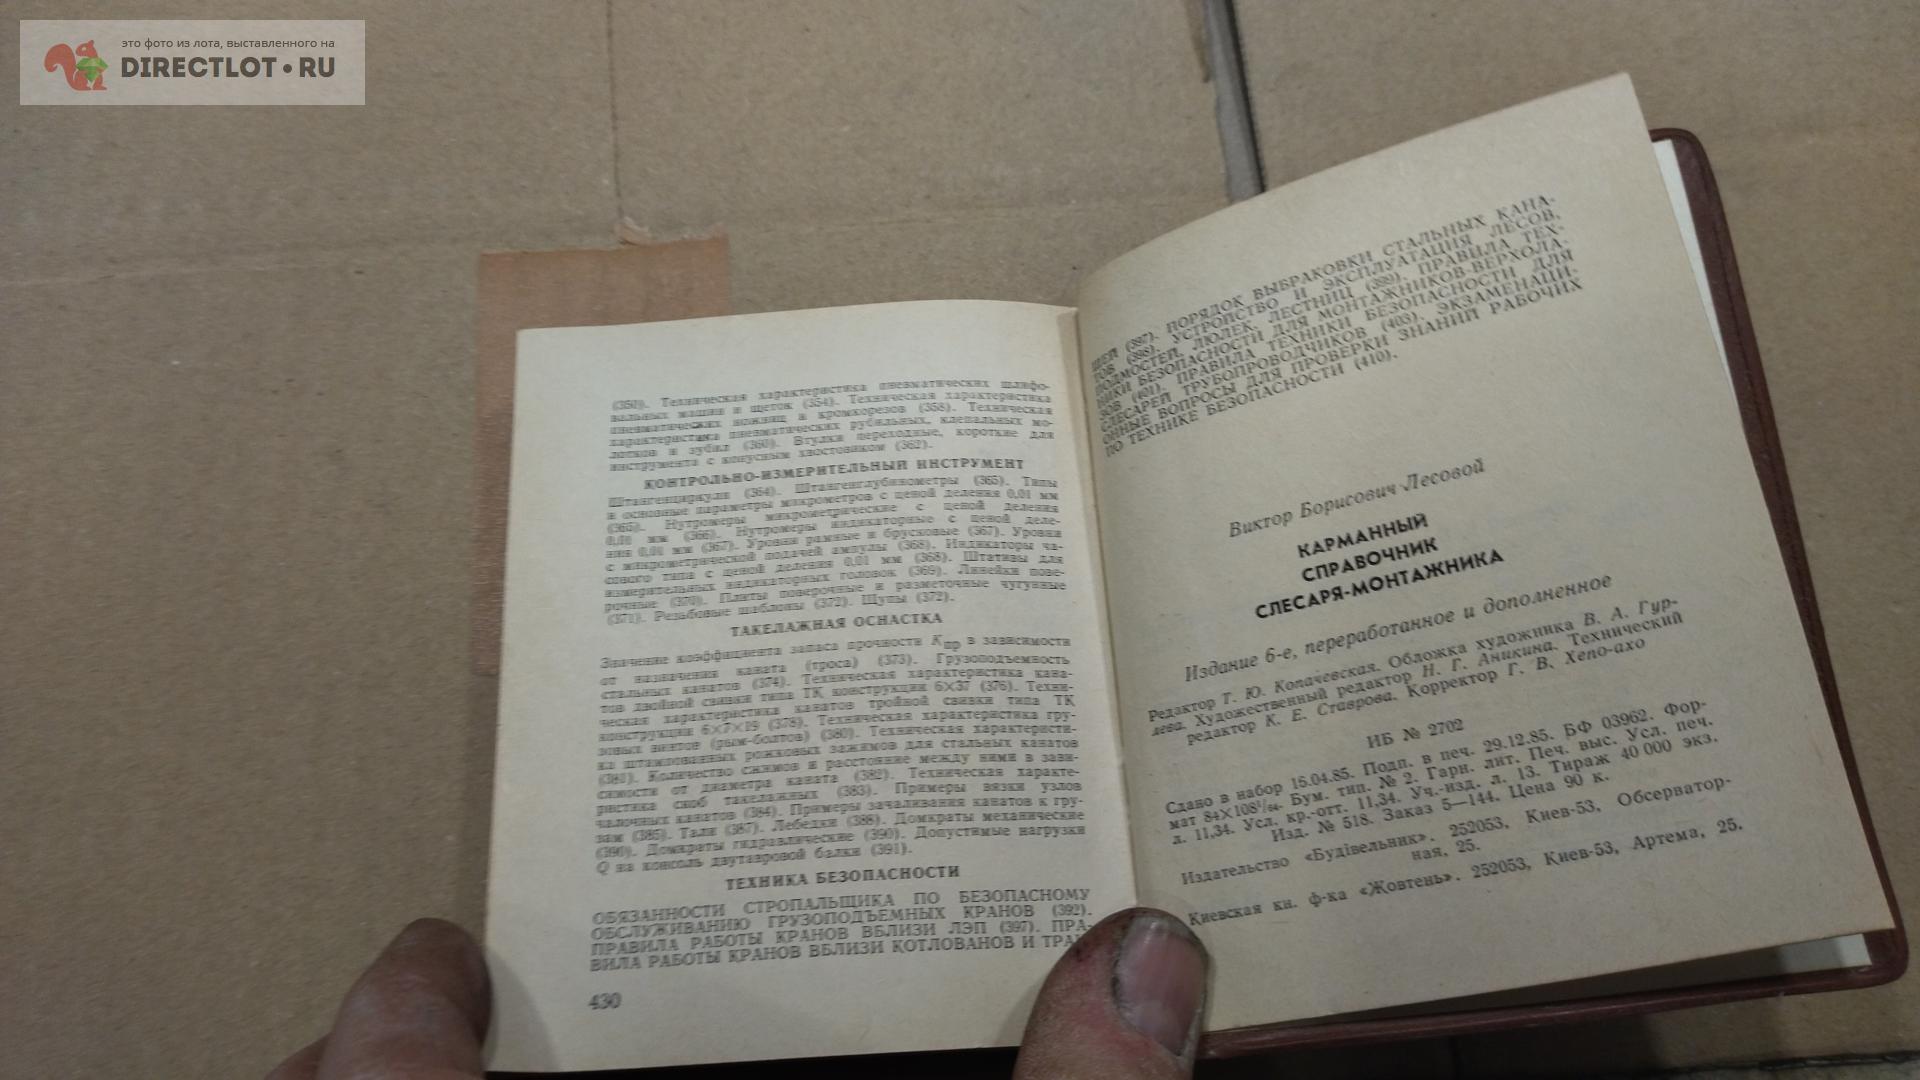 это фото из лота, выставленного на
DIRECTLOT•RU
(350). Техническая характеристика пневматических шлифо-
вальных машин и щеток (354). Техническая характеристика
пневматических ножниц и кромкорезов (358). Техническая
характеристика пневматических рубильных, клепальных мо-
лотков и зубил (360). Втулки переходные, короткие для
инструмента с конусным хвостовиком (362).
КОНТРОЛЬНО-ИЗМЕРИТЕЛЬНЫЙ ИНСТРУМЕНТ
Штангенциркули (364). Штангенглубиномеры (365). Типы
и основные параметры микрометров с ценой деления 0,01 мм
(365). Нутромеры микрометрические с ценой деления
0,01 мм (366). Нутромеры индикаторные с ценой деле-
ния 0,01 мм (367). Уровни рамные и брусковые (367). Уровни
с микрометрической подачей ампулы (368). Индикаторы ча-
сового типа с ценой деления 0,01 мм (368). Штативы для
измерительных индикаторных головок (369). Линейки пове-
рочные (370). Плиты поверочные и разметочные чугунные
(371). Резьбовые шаблоны (372). Щупы (372).
ТАКЕЛАЖНАЯ ОСНАСТКА
Значение коэффициента запаса прочности Kпр в зависимости
от назначения каната (троса) (373). Грузоподъемность
стальных канатов (374). Техническая характеристика кана-
тов двойной свивки типа ТК конструкции 6×37 (376). Техни-
ческая характеристика канатов тройной свивки типа ТК
конструкции 6×7×19 (378). Техническая характеристика гру-
зовых винтов (рым-болтов) (380). Техническая характеристи-
ка штампованных рожковых зажимов для стальных канатов
(381). Количество сжимов и расстояние между ними в зави-
симости от диаметра каната (382). Техническая характе-
ристика скоб такелажных (383). Примеры вязки узлов
чалочных канатов (384). Примеры зачаливания канатов к гру-
зам (385). Тали (387). Лебедки (388). Домкраты механические
(390). Домкраты гидравлические (390). Допустимые нагрузки
Q на консоль двутавровой балки (391).
ТЕХНИКА БЕЗОПАСНОСТИ
ОБЯЗАННОСТИ СТРОПАЛЬЩИКА ПО БЕЗОПАСНОМУ
ОБСЛУЖИВАНИЮ ГРУЗОПОДЪЕМНЫХ КРАНОВ (392).
ПРАВИЛА РАБОТЫ КРАНОВ ВБЛИЗИ ЛЭП (397). ПРА-
ВИЛА РАБОТЫ КРАНОВ ВБЛИЗИ КОТЛОВАНОВ И ТРАН
430
ШЕЙ (397). ПОРЯДОК ВЫБРАКОВКИ СТАЛЬНЫХ КАНА-
ТОВ (398). УСТРОЙСТВО И ЭКСПЛУАТАЦИЯ ЛЕСОВ,
ПОДМОСТЕЙ, ЛЮЛЕК, ЛЕСТНИЦ (399). ПРАВИЛА ТЕХ-
НИКИ БЕЗОПАСНОСТИ ДЛЯ МОНТАЖНИКОВ-ВЕРХОЛА-
ЗОВ (401). ПРАВИЛА ТЕХНИКИ БЕЗОПАСНОСТИ ДЛЯ
СЛЕСАРЕЙ ТРУБОПРОВОДЧИКОВ (403). ЭКЗАМЕНАЦИ-
ОННЫЕ ВОПРОСЫ ДЛЯ ПРОВЕРКИ ЗНАНИЙ РАБОЧИХ
ПО ТЕХНИКЕ БЕЗОПАСНОСТИ (410).
Виктор Борисович Лесовой
КАРМАННЫЙ
СПРАВОЧНИК
СЛЕСАРЯ-МОНТАЖНИКА
Издание 6-е, переработанное и дополненное
Редактор Т. Ю. Копачевская. Обложка художника В. А. Гур-
лева. Художественный редактор Н. Г. Аникина. Технический
редактор К. Е. Ставрова. Корректор Г. В. Хепо-ахо
ИБ № 2702
Сдано в набор 15.04.85. Подп. в печ. 29.12.85. БФ 03962. Фор-
мат 84×108¹/₆₄. Бум. тип. № 2. Гарн. лит. Печ. выс. Усл. печ.
л. 11,34. Усл. кр.-отт. 11,34. Уч.-изд. л. 13. Тираж 40 000 экз.
Изд. № 518. Заказ 5—144. Цена 90 к.
Издательство «Будівельник». 252053, Киев-53, Обсерватор-
ная, 25.
Киевская кн. ф-ка «Жовтень». 252053, Киев-53, Артема, 25.